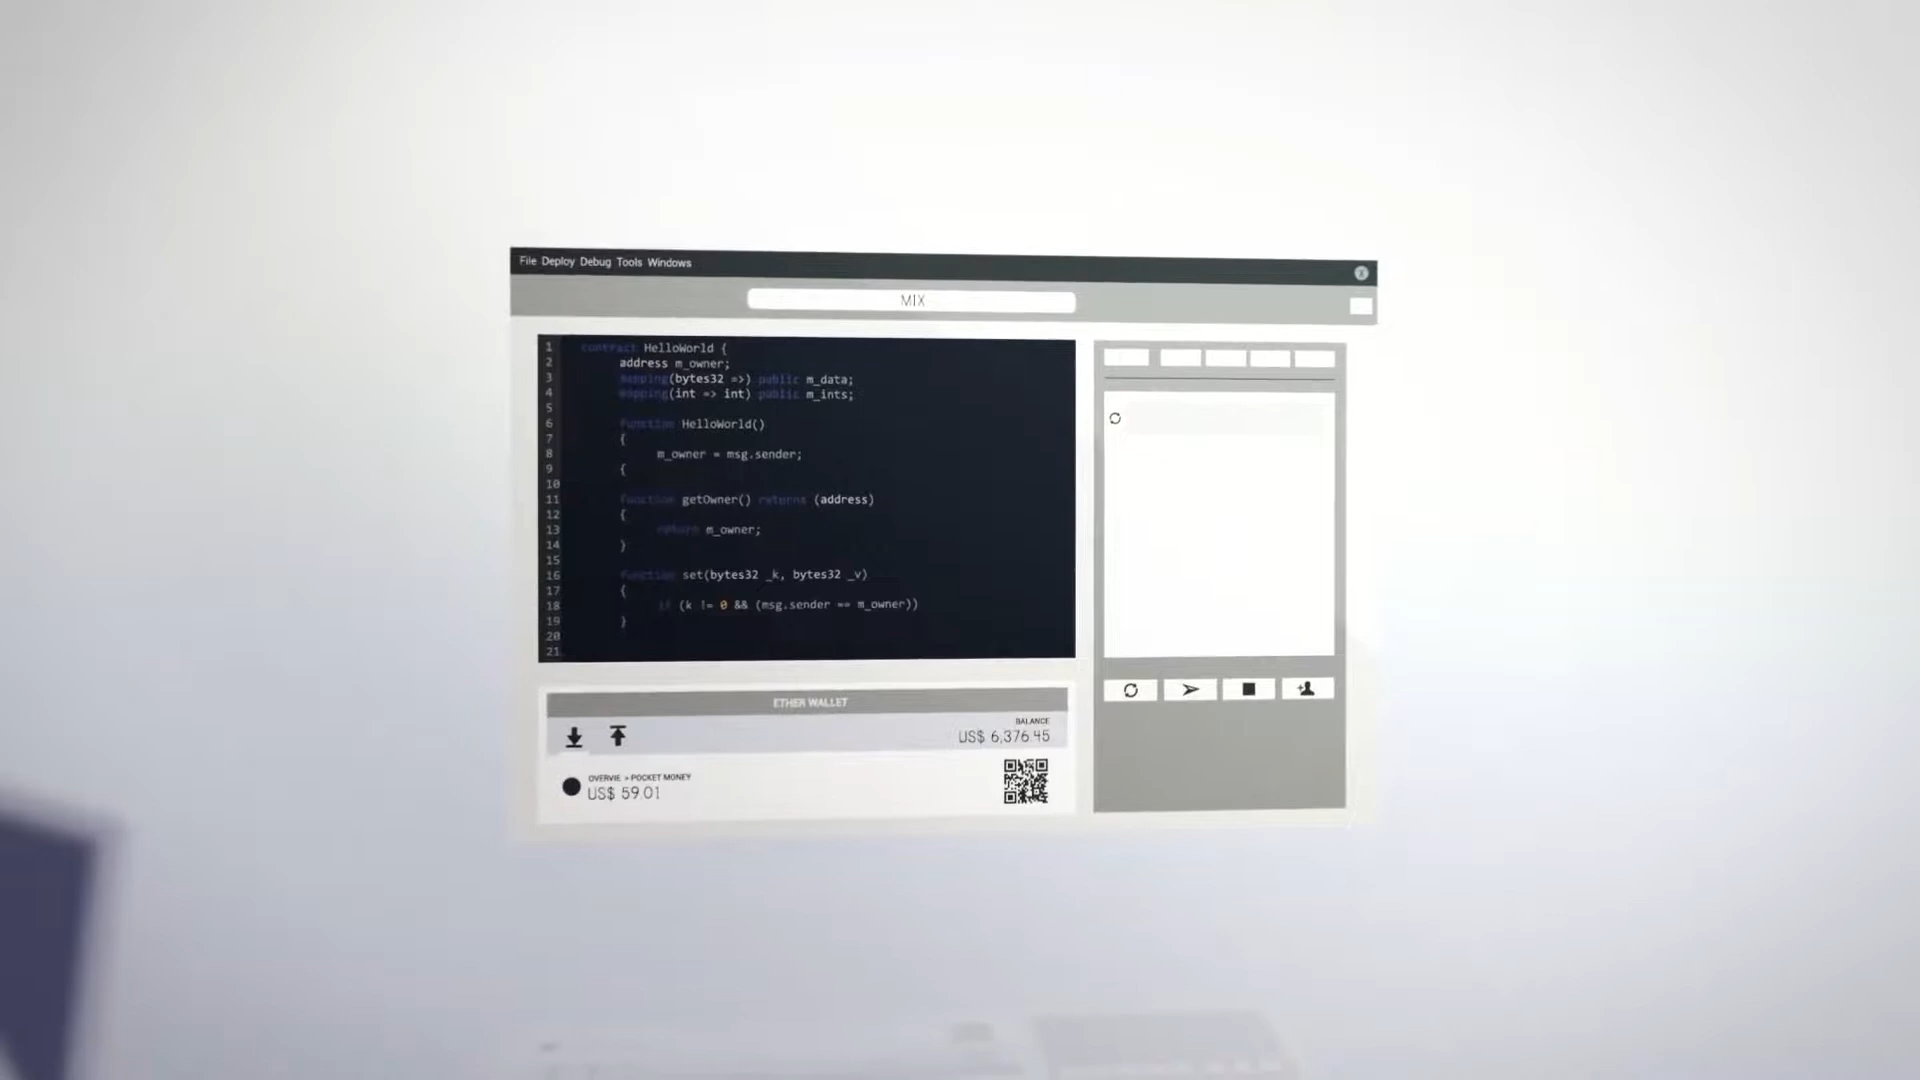 File Deploy Debug Tools Windows
MIX
1 contract HelloWorld {
2 address m_owner;
3 mapping(bytes32 =>) public m_data;
4 mapping(int => int) public m_ints;
5
6 function HelloWorld()
7 {
8 m_owner = msg.sender;
9 {
10
11 function getOwner() returns (address)
12 {
13 return m_owner;
14 }
15
16 function set(bytes32 _k, bytes32 _v)
17 {
18 if (k != 0 && (msg.sender == m_owner))
19 }
20
21
ETHER WALLET
BALANCE
US$ 6,376.45
OVERVIE. > POCKET MONEY
US$ 59.01